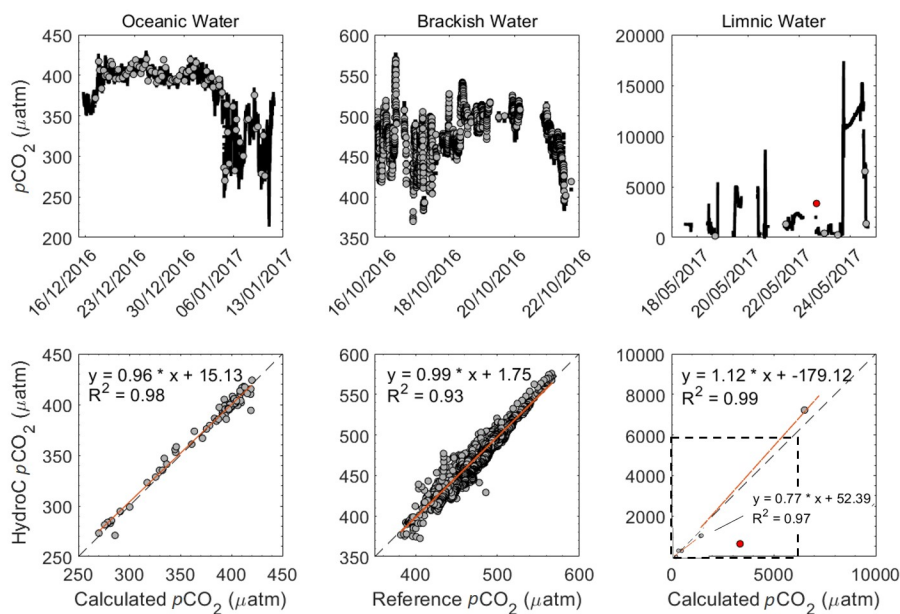 Oceanic Water
Brackish Water
Limnic Water
pCO2 (μatm)
450
400
350
300
250
200
16/12/2016
23/12/2016
30/12/2016
06/01/2017
13/01/2017
600
550
500
450
400
350
16/10/2016
18/10/2016
20/10/2016
22/10/2016
20000
15000
10000
5000
0
18/05/2017
20/05/2017
22/05/2017
24/05/2017
HydroC pCO2 (μatm)
450
400
350
300
250
y = 0.96 * x + 15.13
R2 = 0.98
250 300 350 400 450
Calculated pCO2 (μatm)
600
550
500
450
400
350
y = 0.99 * x + 1.75
R2 = 0.93
400 500 600
Reference pCO2 (μatm)
10000
8000
6000
4000
2000
y = 1.12 * x + -179.12
R2 = 0.99
y = 0.77 * x + 52.39
R2 = 0.97
0 5000 10000
Calculated pCO2 (μatm)